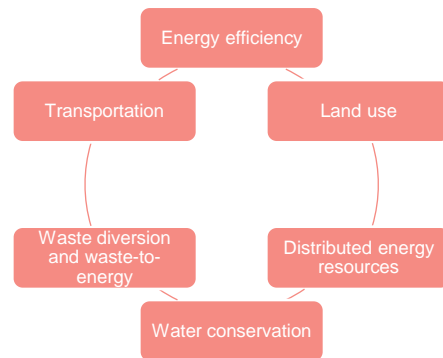 Energy efficiency
Transportation
Land use
Waste diversion
and waste-to-
energy
Distributed energy
resources
Water conservation